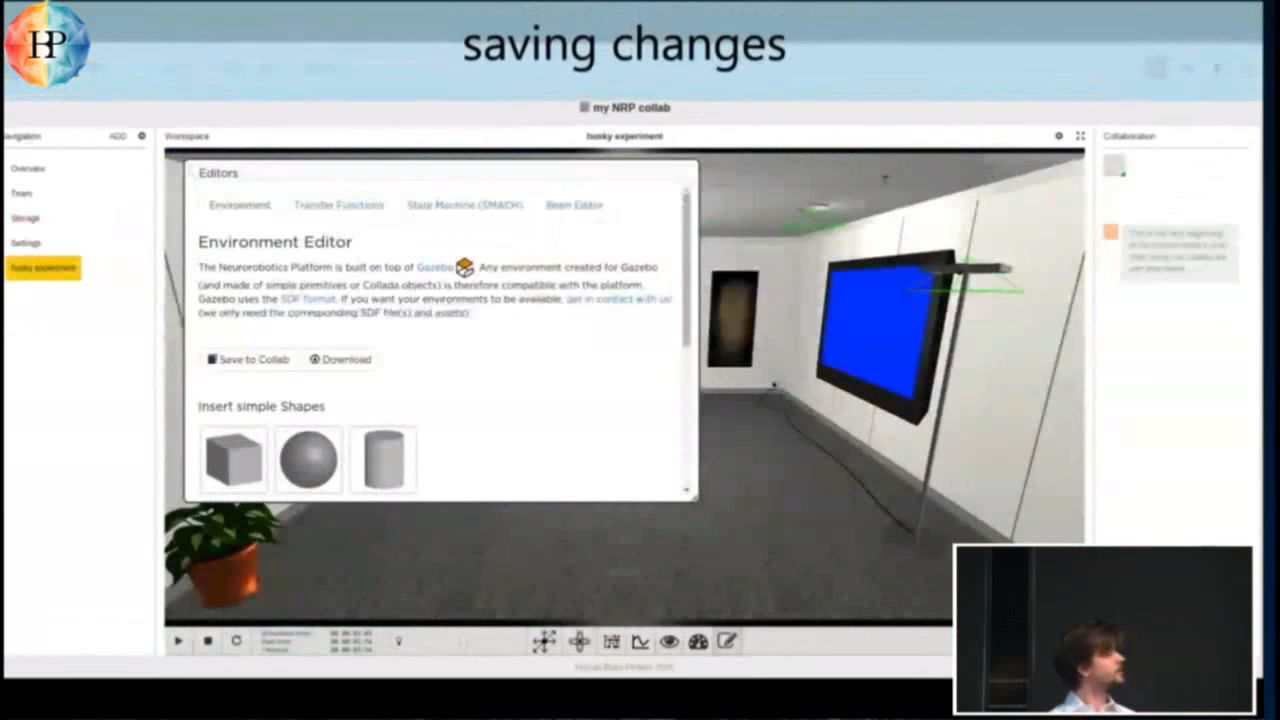 HP
saving changes
my NRP collab
Navigation ADD
Workspace
husky experiment
Collaboration
Overview
Team
Storage
Settings
husky experiment
Editors
Environment Transfer Functions State Machine (SMACH) Brain Editor
Environment Editor
The Neurorobotics Platform is built on top of Gazebo Any environment created for Gazebo
(and made of simple primitives or Collada objects) is therefore compatible with the platform.
Gazebo uses the SDF format. If you want your environments to be available, get in contact with us!
(we only need the corresponding SDF file(s) and assets)
Save to Collab Download
Insert simple Shapes